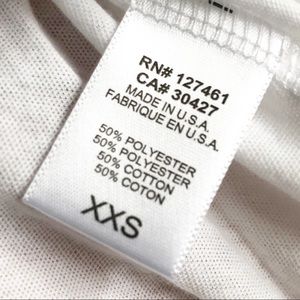 RN# 127461
CA# 30427
MADE IN U.S.A.
FABRIQUE EN U.S.A.
50% POLYESTER
50% POLYESTER
50% COTTON
50% COTON
XXS